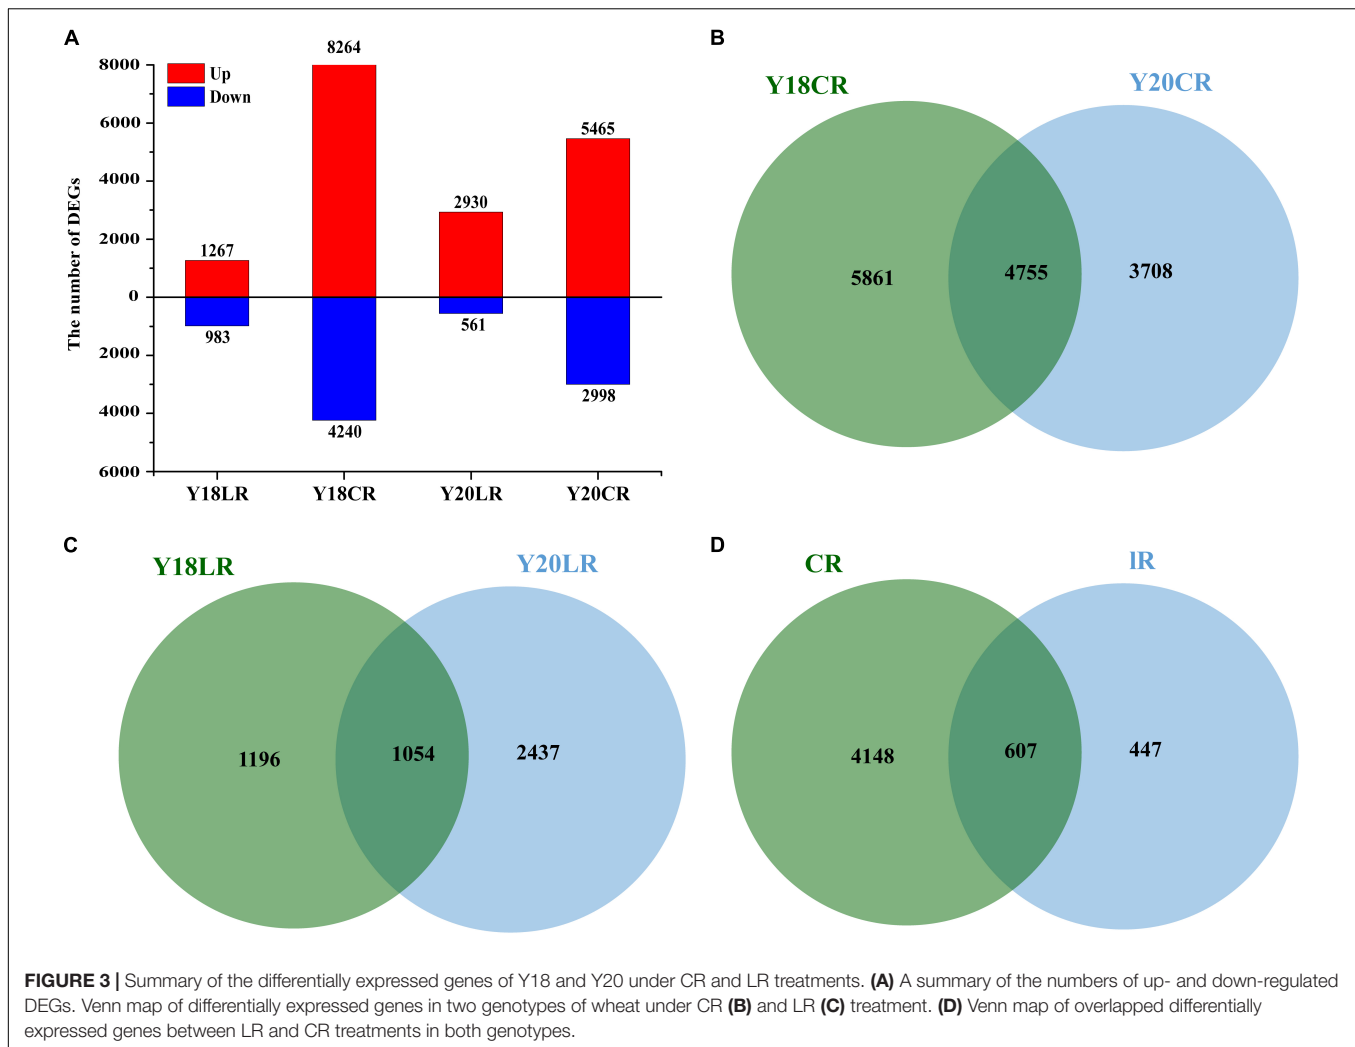 A
8264
8000
Up
Down
6000
5465
4000
2930
2000
1267
0
983
561
2000
2998
4000
4240
6000
The number of DEGs
Y18LR
Y18CR
Y20LR
Y20CR
B
Y18CR
Y20CR
5861
4755
3708
C
Y18LR
Y20LR
1196
1054
2437
D
CR
lR
4148
607
447
FIGURE 3 | Summary of the differentially expressed genes of Y18 and Y20 under CR and LR treatments. (A) A summary of the numbers of up- and down-regulated
DEGs. Venn map of differentially expressed genes in two genotypes of wheat under CR (B) and LR (C) treatment. (D) Venn map of overlapped differentially
expressed genes between LR and CR treatments in both genotypes.